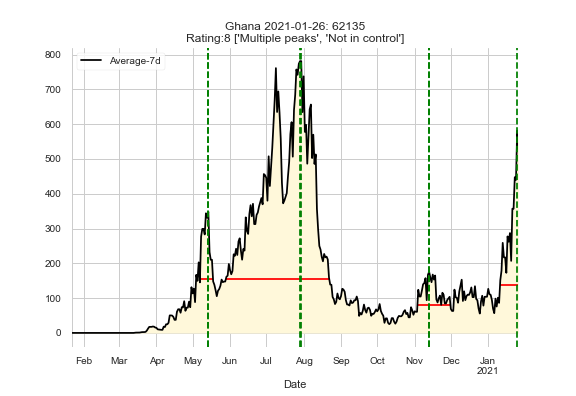 Ghana 2021-01-26: 62135
Rating:8 ['Multiple peaks', 'Not in control']
Average-7d
800
700
600
500
400
300
200
100
0
Feb Mar Apr May Jun Jul Aug Sep Oct Nov Dec Jan
2021
Date